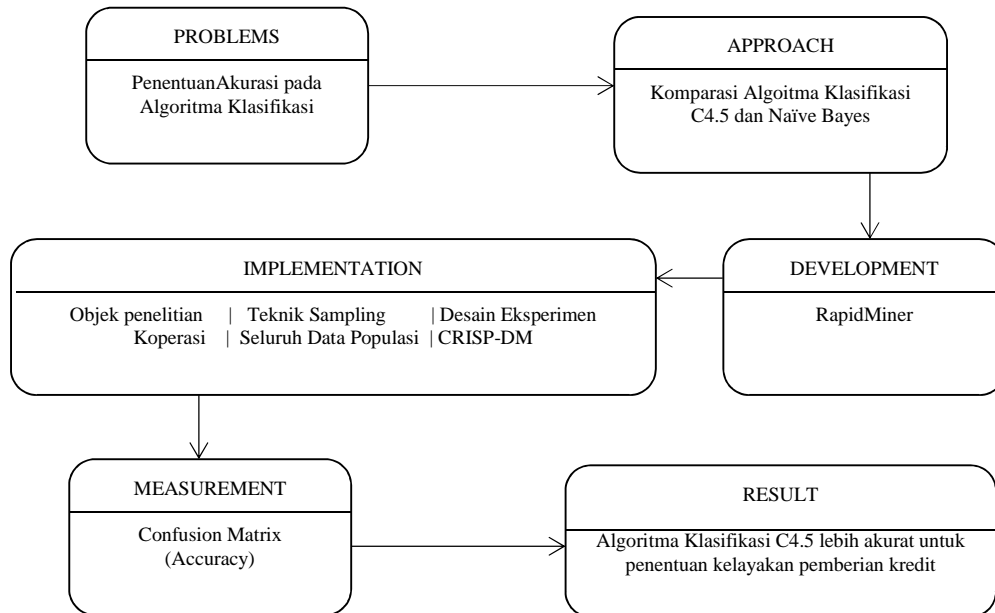 PROBLEMS
PenentuanAkurasi pada
Algoritma Klasifikasi
APPROACH
Komparasi Algoitma Klasifikasi
C4.5 dan Naïve Bayes
IMPLEMENTATION
Objek penelitian | Teknik Sampling | Desain Eksperimen
Koperasi | Seluruh Data Populasi | CRISP-DM
DEVELOPMENT
RapidMiner
MEASUREMENT
Confusion Matrix
(Accuracy)
RESULT
Algoritma Klasifikasi C4.5 lebih akurat untuk
penentuan kelayakan pemberian kredit